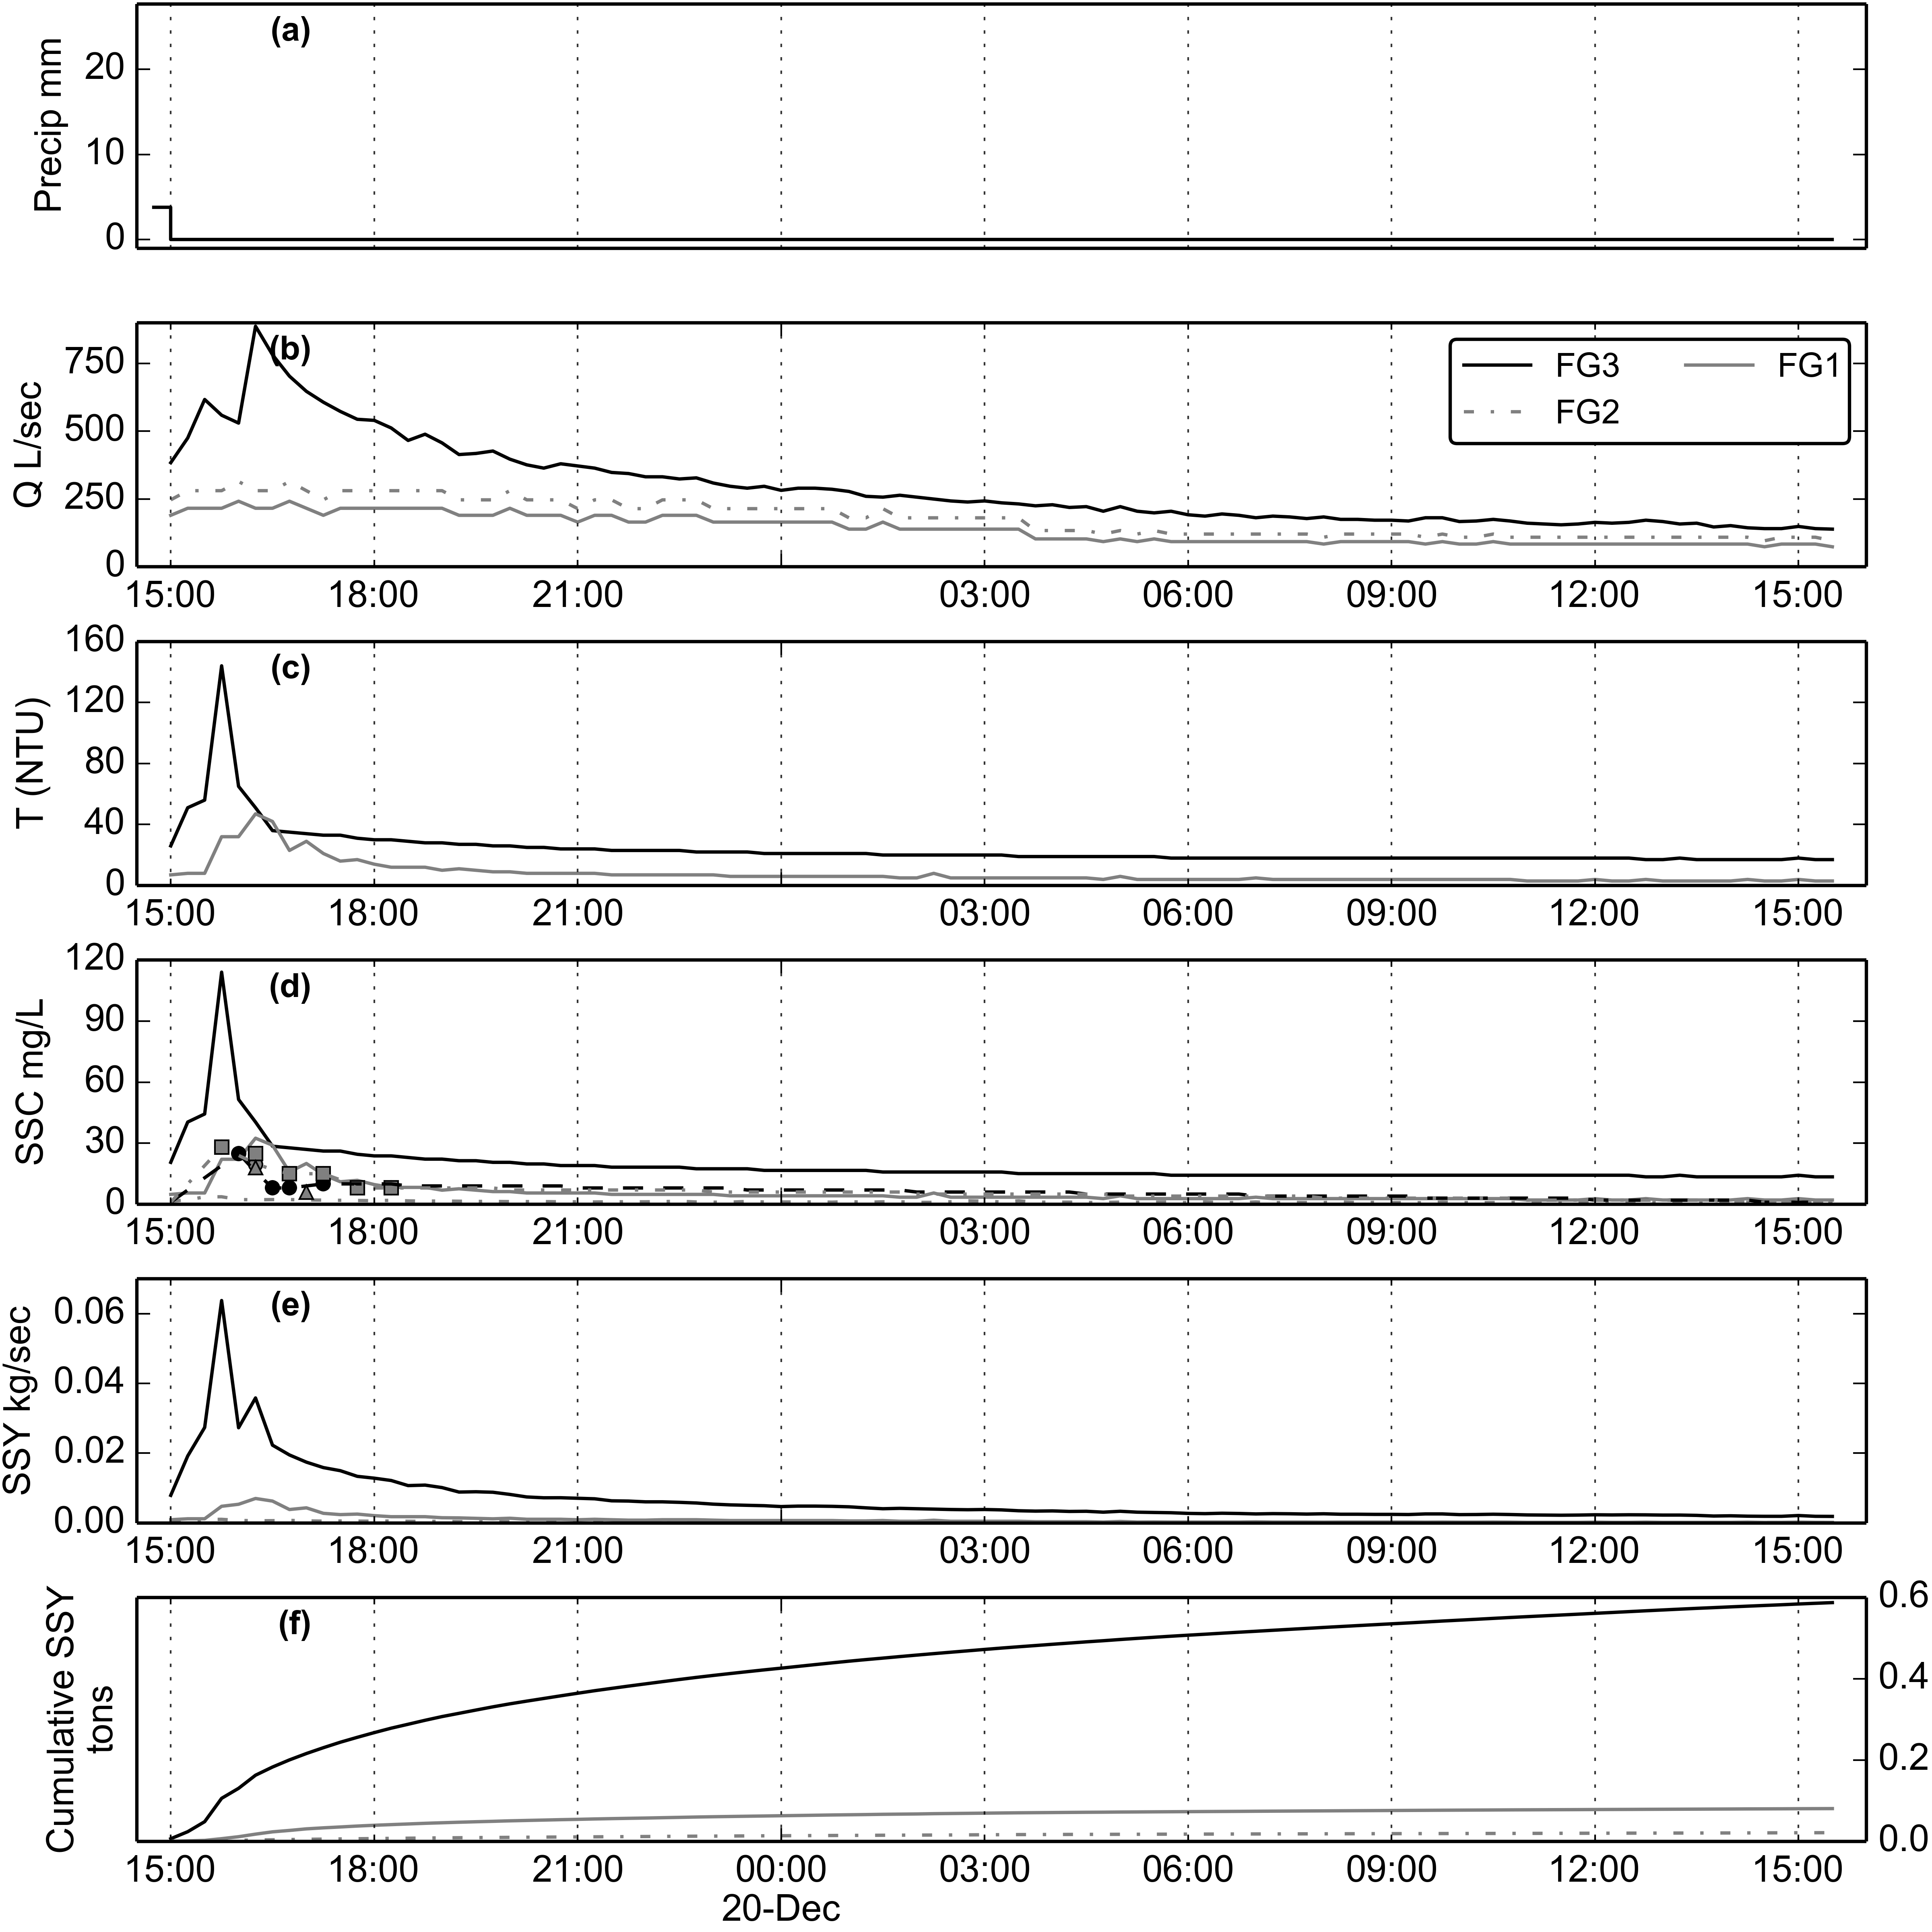 (a)
Precip mm
20
10
0
(b)
Q L/sec
750
500
250
0
FG3
FG1
FG2
15:00 18:00 21:00 03:00 06:00 09:00 12:00 15:00
(c)
T (NTU)
160
120
80
40
0
15:00 18:00 21:00 03:00 06:00 09:00 12:00 15:00
(d)
SSC mg/L
120
90
60
30
0
15:00 18:00 21:00 03:00 06:00 09:00 12:00 15:00
(e)
SSY kg/sec
0.06
0.04
0.02
0.00
15:00 18:00 21:00 03:00 06:00 09:00 12:00 15:00
(f)
Cumulative SSY
tons
0.6
0.4
0.2
0.0
15:00 18:00 21:00 00:00 03:00 06:00 09:00 12:00 15:00
20-Dec